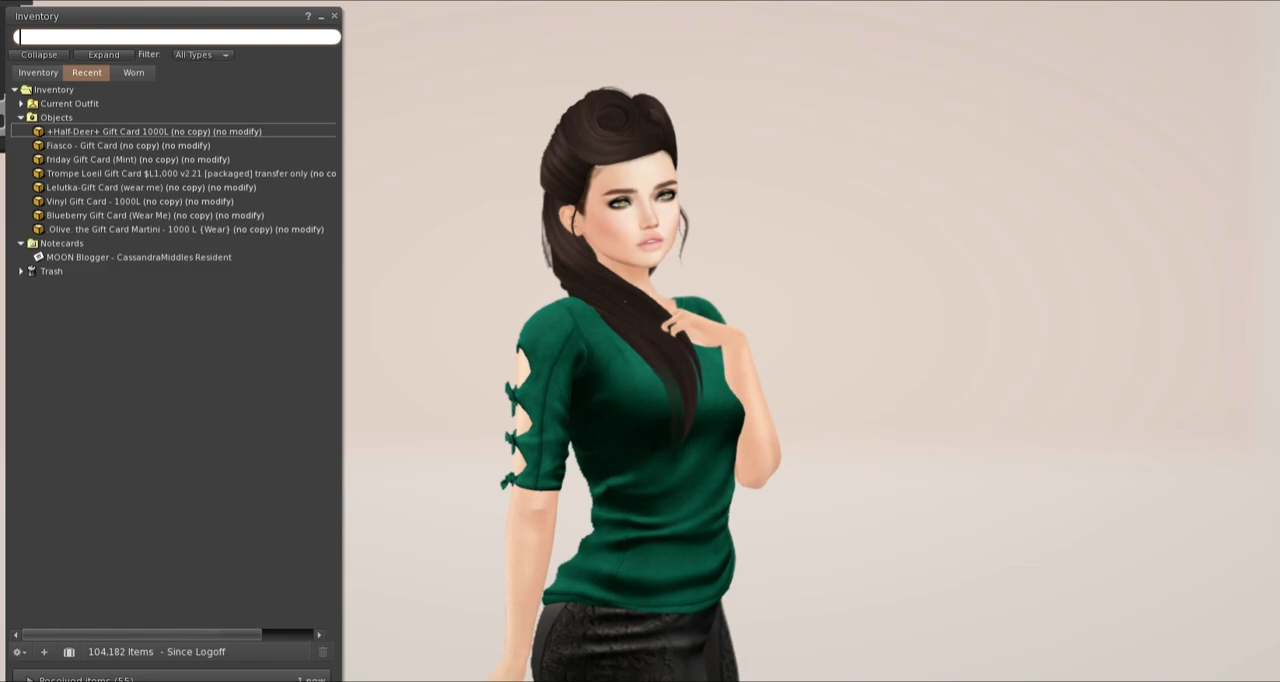 Inventory ? _ ×
Collapse Expand Filter: All Types
Inventory Recent Worn
Inventory
Current Outfit
Objects
+Half-Deer+ Gift Card 1000L (no copy) (no modify)
Fiasco - Gift Card (no copy) (no modify)
friday Gift Card (Mint) (no copy) (no modify)
Trompe Loeil Gift Card $L1,000 v2.21 [packaged] transfer only (no co
Lelutka-Gift Card (wear me) (no copy) (no modify)
Vinyl Gift Card - 1000L (no copy) (no modify)
Blueberry Gift Card (Wear Me) (no copy) (no modify)
Olive. the Gift Card Martini - 1000 L {Wear} (no copy) (no modify)
Notecards
MOON Blogger - CassandraMiddles Resident
Trash
104,182 Items - Since Logoff
Received Items (55) 1 new